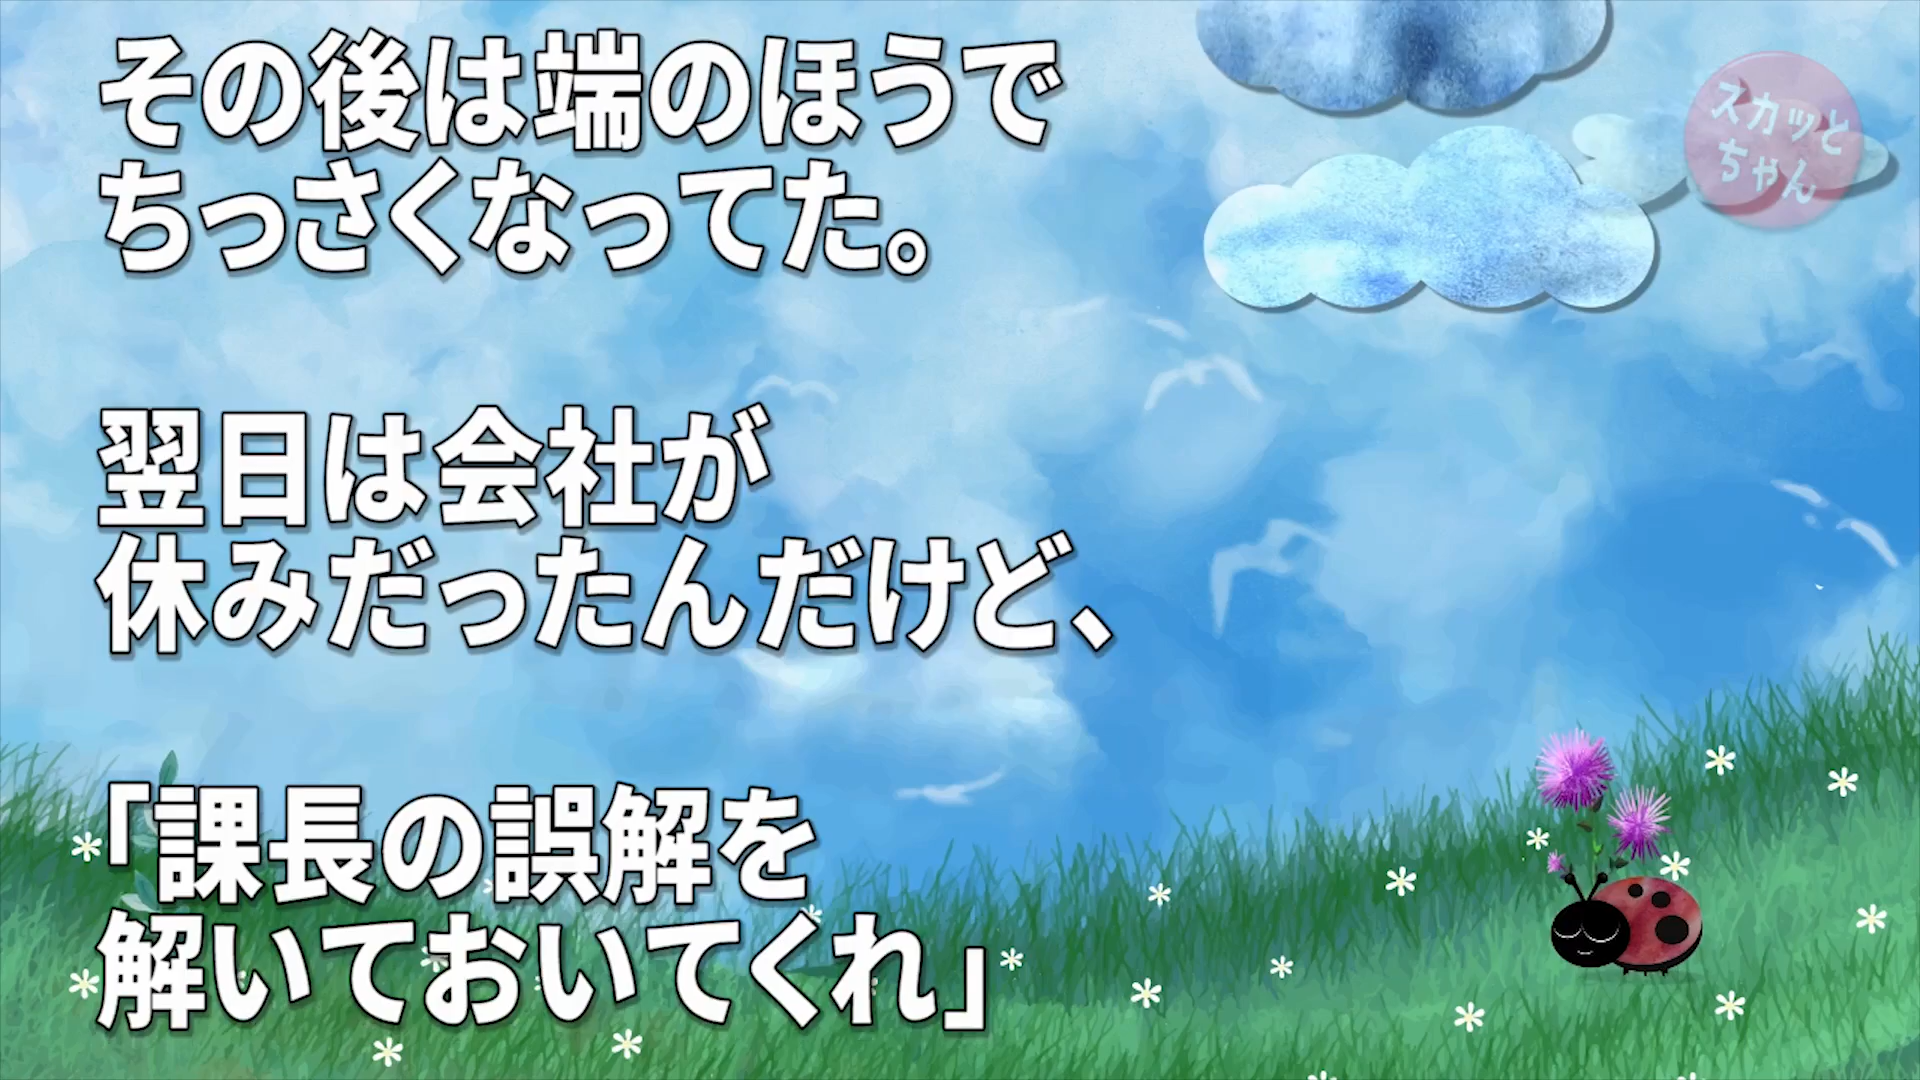 その後は端のほうで
ちっさくなってた。
翌日は会社が
休みだったんだけど、
「課長の誤解を
解いておいてくれ」
スカッと
ちゃん